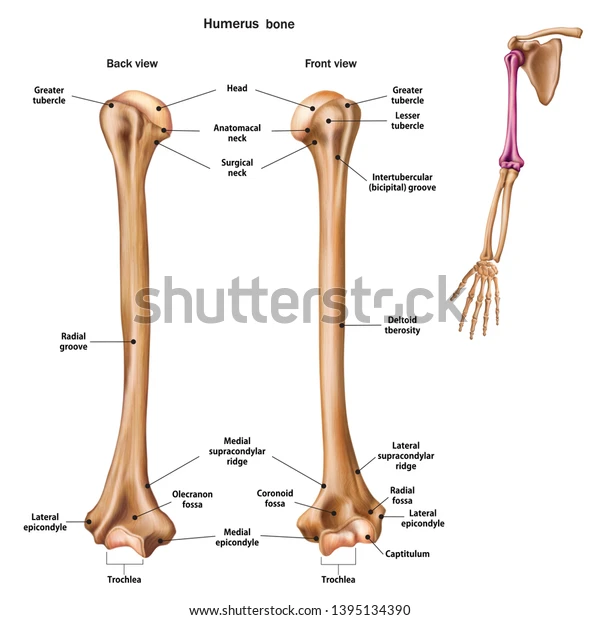 Humerus bone
Back view
Front view
Greater
tubercle
Head
Greater
tubercle
Lesser
tubercle
Anatomacal
neck
Surgical
neck
Intertubercular
(bicipital) groove
shutterstock
Deltoid
tberosity
Radial
groove
Medial
supracondylar
ridge
Lateral
supracondylar
ridge
Olecranon
fossa
Coronoid
fossa
Radial
fossa
Lateral
epicondyle
Lateral
epicondyle
Medial
epicondyle
Captitulum
Trochlea
Trochlea
shutterstock.com · 1395134390